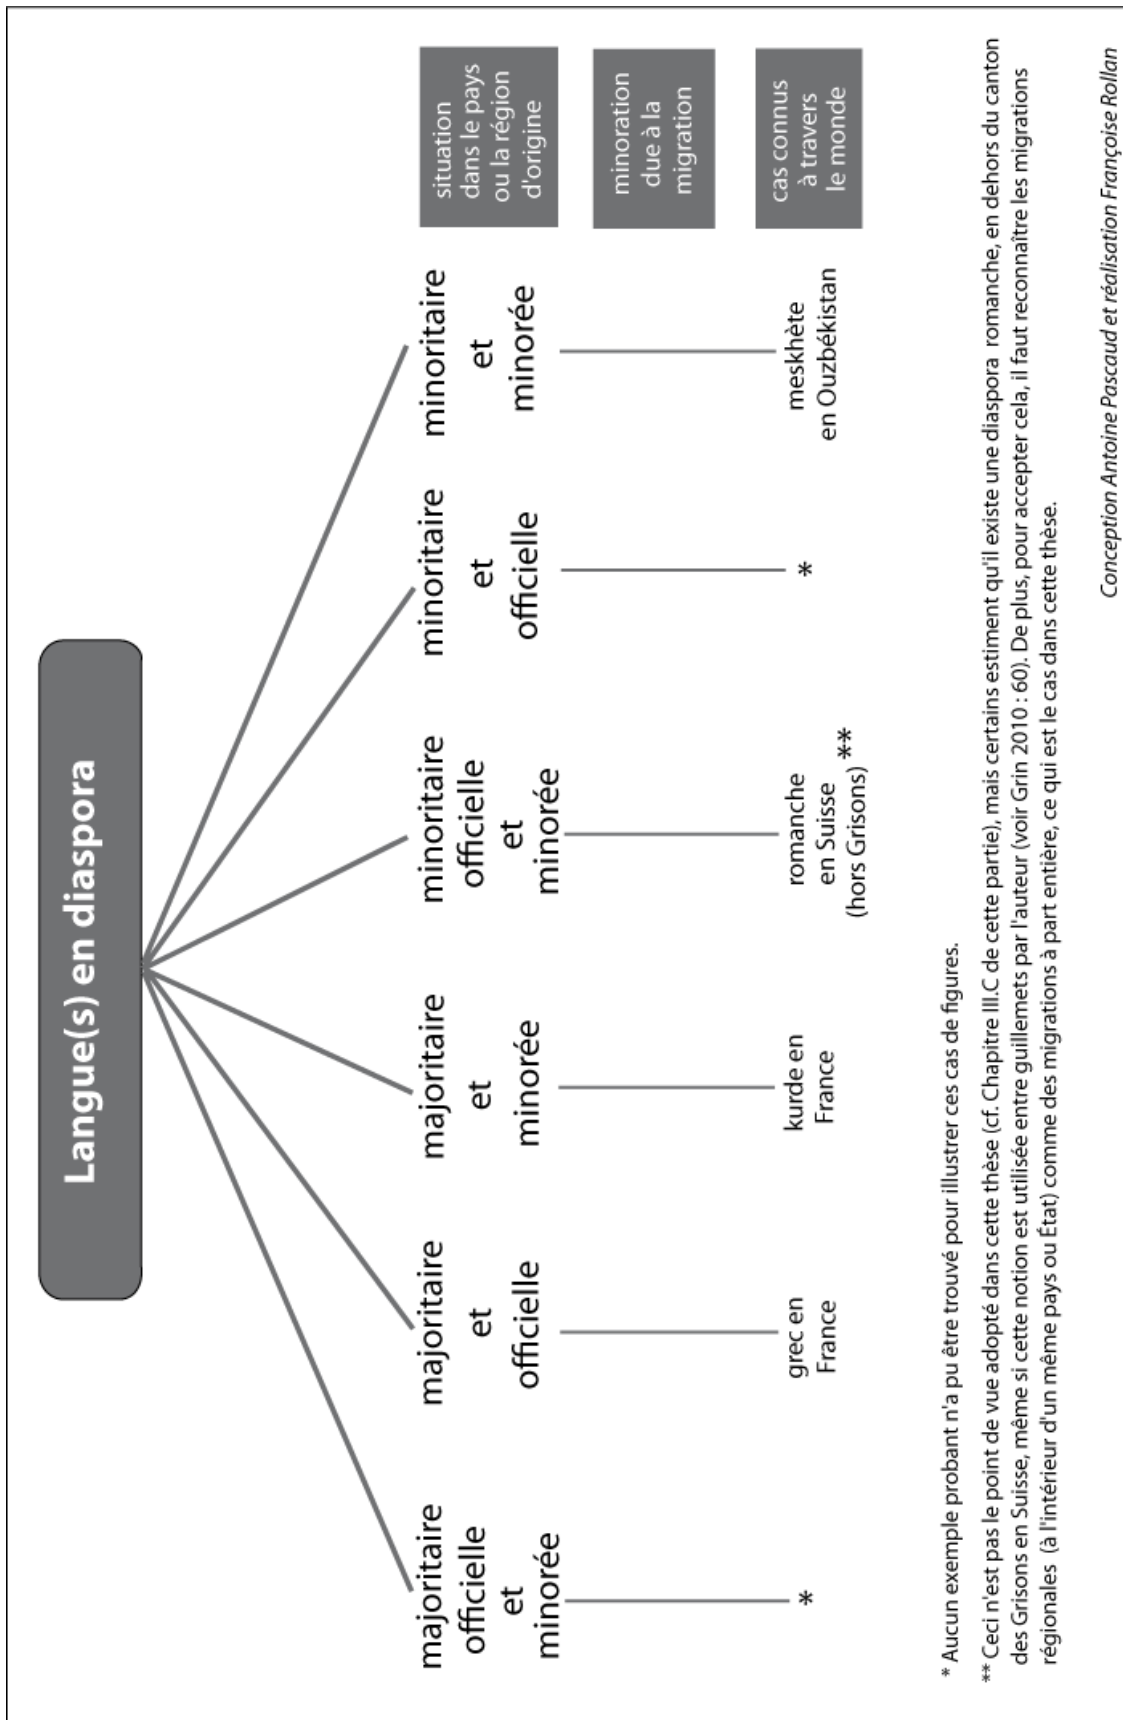 Langue(s) en diaspora
majoritaire
officielle
et
minorée
majoritaire
et
officielle
majoritaire
et
minorée
minoritaire
officielle
et
minorée
minoritaire
et
officielle
minoritaire
et
minorée
situation
dans le pays
ou la région
d'origine
minoration
due à la
migration
*
grec en
France
kurde en
France
romanche
en Suisse
(hors Grisons) **
*
meskhète
en Ouzbékistan
cas connus
à travers
le monde
* Aucun exemple probant n'a pu être trouvé pour illustrer ces cas de figures.
** Ceci n'est pas le point de vue adopté dans cette thèse (cf. Chapitre III.C de cette partie), mais certains estiment qu'il existe une diaspora romanche, en dehors du canton
des Grisons en Suisse, même si cette notion est utilisée entre guillemets par l'auteur (voir Grin 2010 : 60). De plus, pour accepter cela, il faut reconnaître les migrations
régionales (à l'intérieur d'un même pays ou État) comme des migrations à part entière, ce qui est le cas dans cette thèse.
Conception Antoine Pascaud et réalisation Françoise Rollan